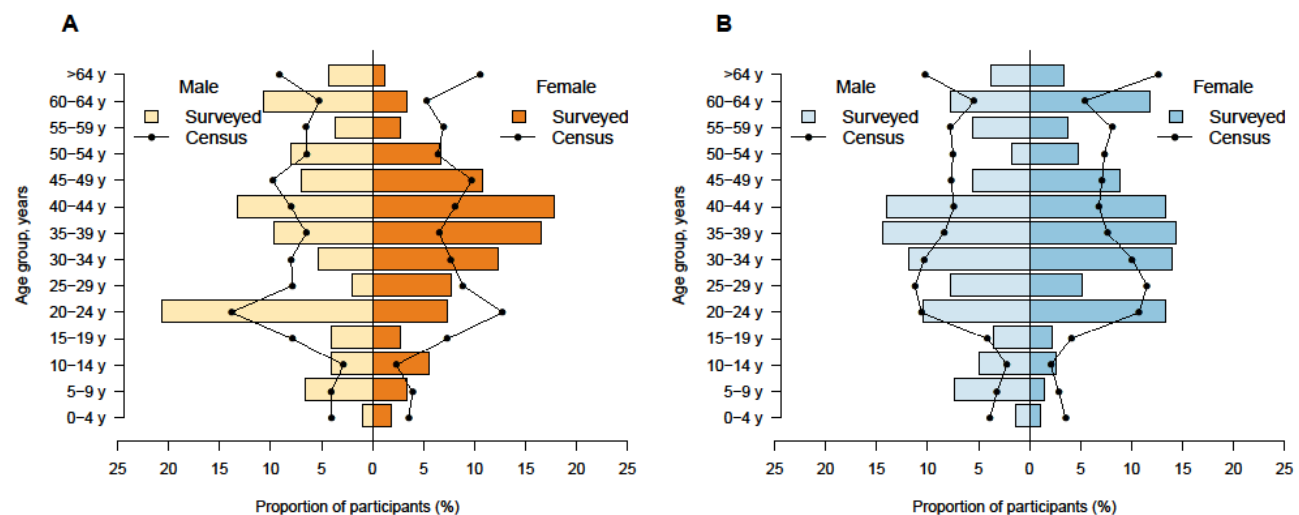 A
B
Age group, years
>64 y
60−64 y
55−59 y
50−54 y
45−49 y
40−44 y
35−39 y
30−34 y
25−29 y
20−24 y
15−19 y
10−14 y
5−9 y
0−4 y
Male
Surveyed
Census
Female
Surveyed
Census
25 20 15 10 5 0 5 10 15 20 25
Proportion of participants (%)
Age group, years
>64 y
60−64 y
55−59 y
50−54 y
45−49 y
40−44 y
35−39 y
30−34 y
25−29 y
20−24 y
15−19 y
10−14 y
5−9 y
0−4 y
Male
Surveyed
Census
Female
Surveyed
Census
25 20 15 10 5 0 5 10 15 20 25
Proportion of participants (%)